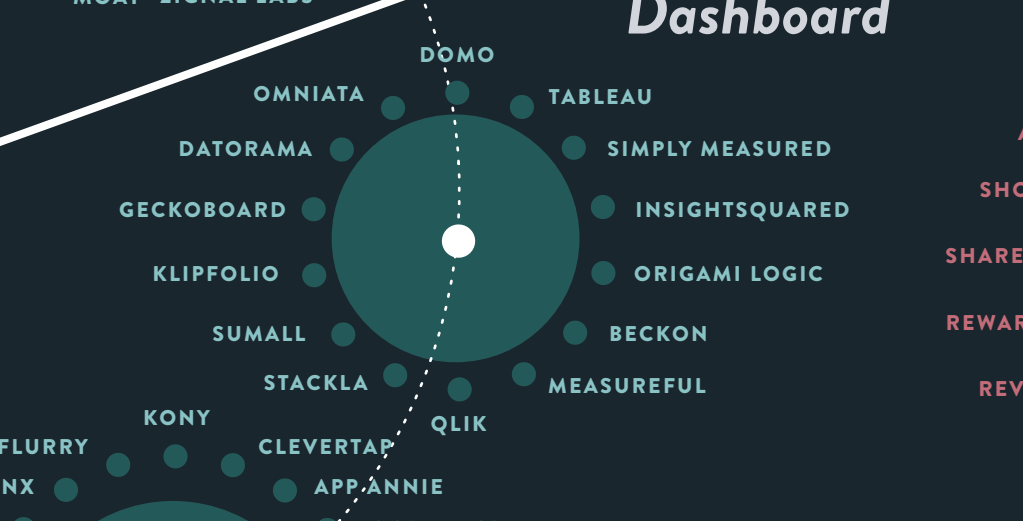 Dashboard
DOMO
OMNIATA
TABLEAU
DATORAMA
SIMPLY MEASURED
GECKOBOARD
INSIGHTSQUARED
KLIPFOLIO
ORIGAMI LOGIC
SUMALL
BECKON
STACKLA
MEASUREFUL
QLIK
KONY
FLURRY
CLEVERTAP
APP ANNIE
NX
SHARE